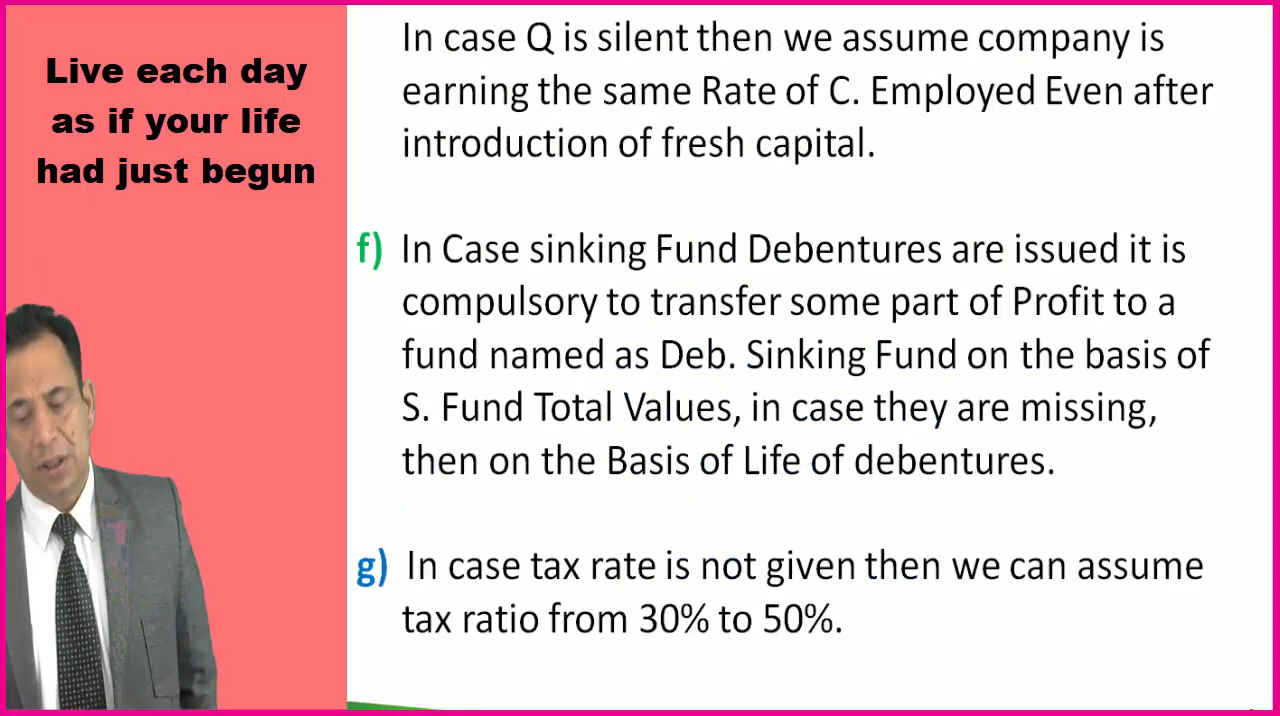 Live each day
as if your life
had just begun
In case Q is silent then we assume company is
earning the same Rate of C. Employed Even after
introduction of fresh capital.
f) In Case sinking Fund Debentures are issued it is
compulsory to transfer some part of Profit to a
fund named as Deb. Sinking Fund on the basis of
S. Fund Total Values, in case they are missing,
then on the Basis of Life of debentures.
g) In case tax rate is not given then we can assume
tax ratio from 30% to 50%.